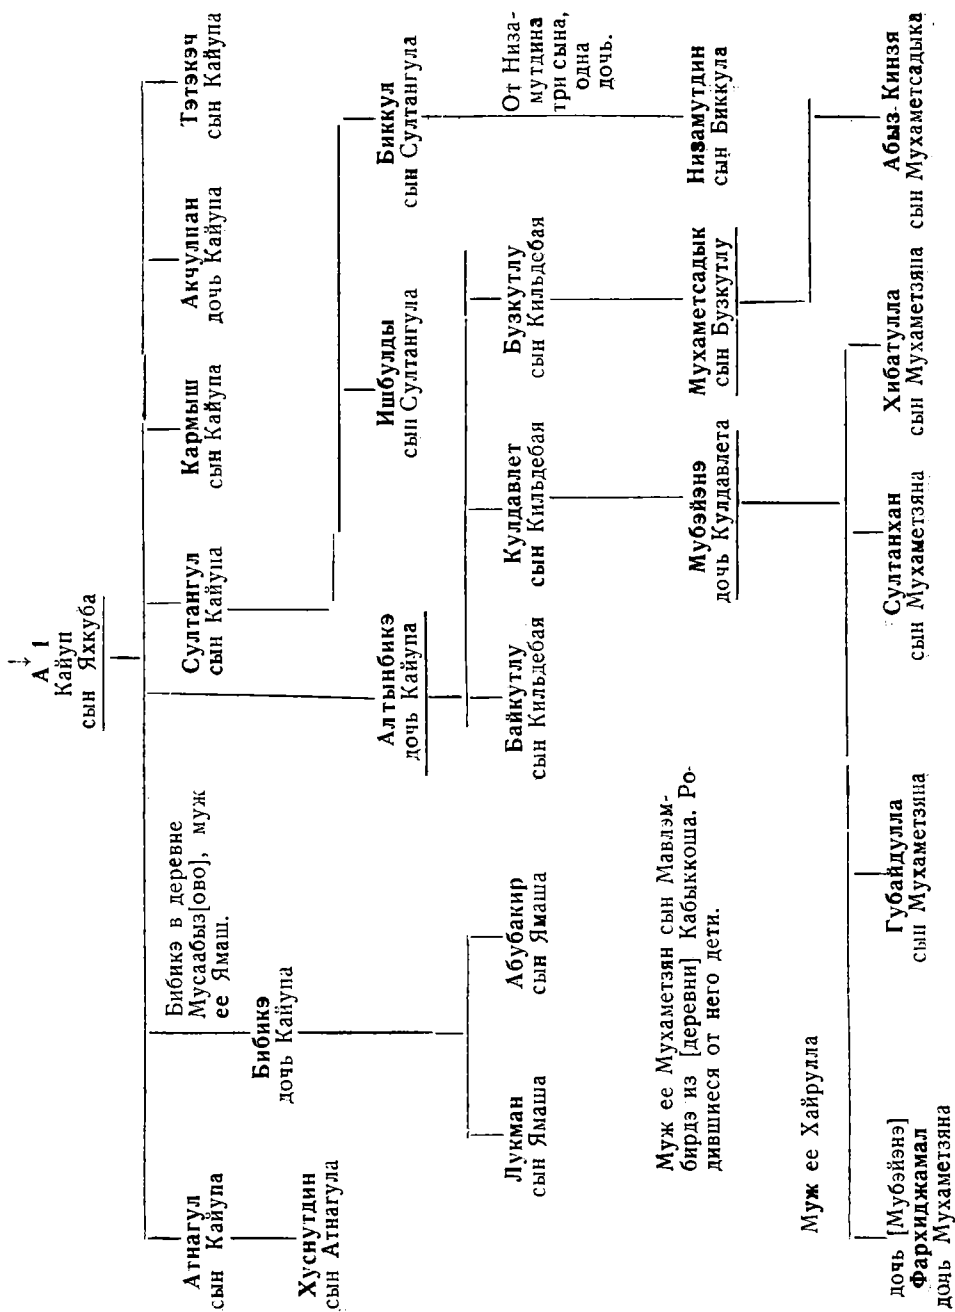 А 1
Кайуп
сын Яхкуба
Атнагул
сын Кайупа
Бибикэ в деревне
Мусаабыз[ово], муж
ее Ямаш.
Султангул
сын Кайупа
Кармыш
сын Кайупа
Акчулпан
дочь Кайупа
Тэтэкэч
сын Кайупа
Хуснутдин
сын Атнагула
Бибикэ
дочь Кайупа
Алтынбикэ
дочь Кайупа
Ишбулды
сын Султангула
Биккул
сын Султангула
Лукман
сын Ямаша
Абубакир
сын Ямаша
Байкутлу
сын Кильдебая
Кулдавлет
сын Кильдебая
Бузкутлу
сын Кильдебая
От Низа-
мутдина
три сына,
одна
дочь.
Муж ее Мухаметзян сын Мавлэм-
бирдэ из [деревни] Кабыккоша. Ро-
дившиеся от него дети.
Мубэйэнэ
дочь Кулдавлета
Мухаметсадык
сын Бузкутлу
Низамутдин
сын Биккула
Муж ее Хайрулла
дочь [Мубэйэнэ]
Фархиджамал
дочь Мухаметзяна
Губайдулла
сын Мухаметзяна
Султанхан
сын Мухаметзяна
Хибатулла
сын Мухаметзяна
Абыз-Кинзя
сын Мухаметсадыка